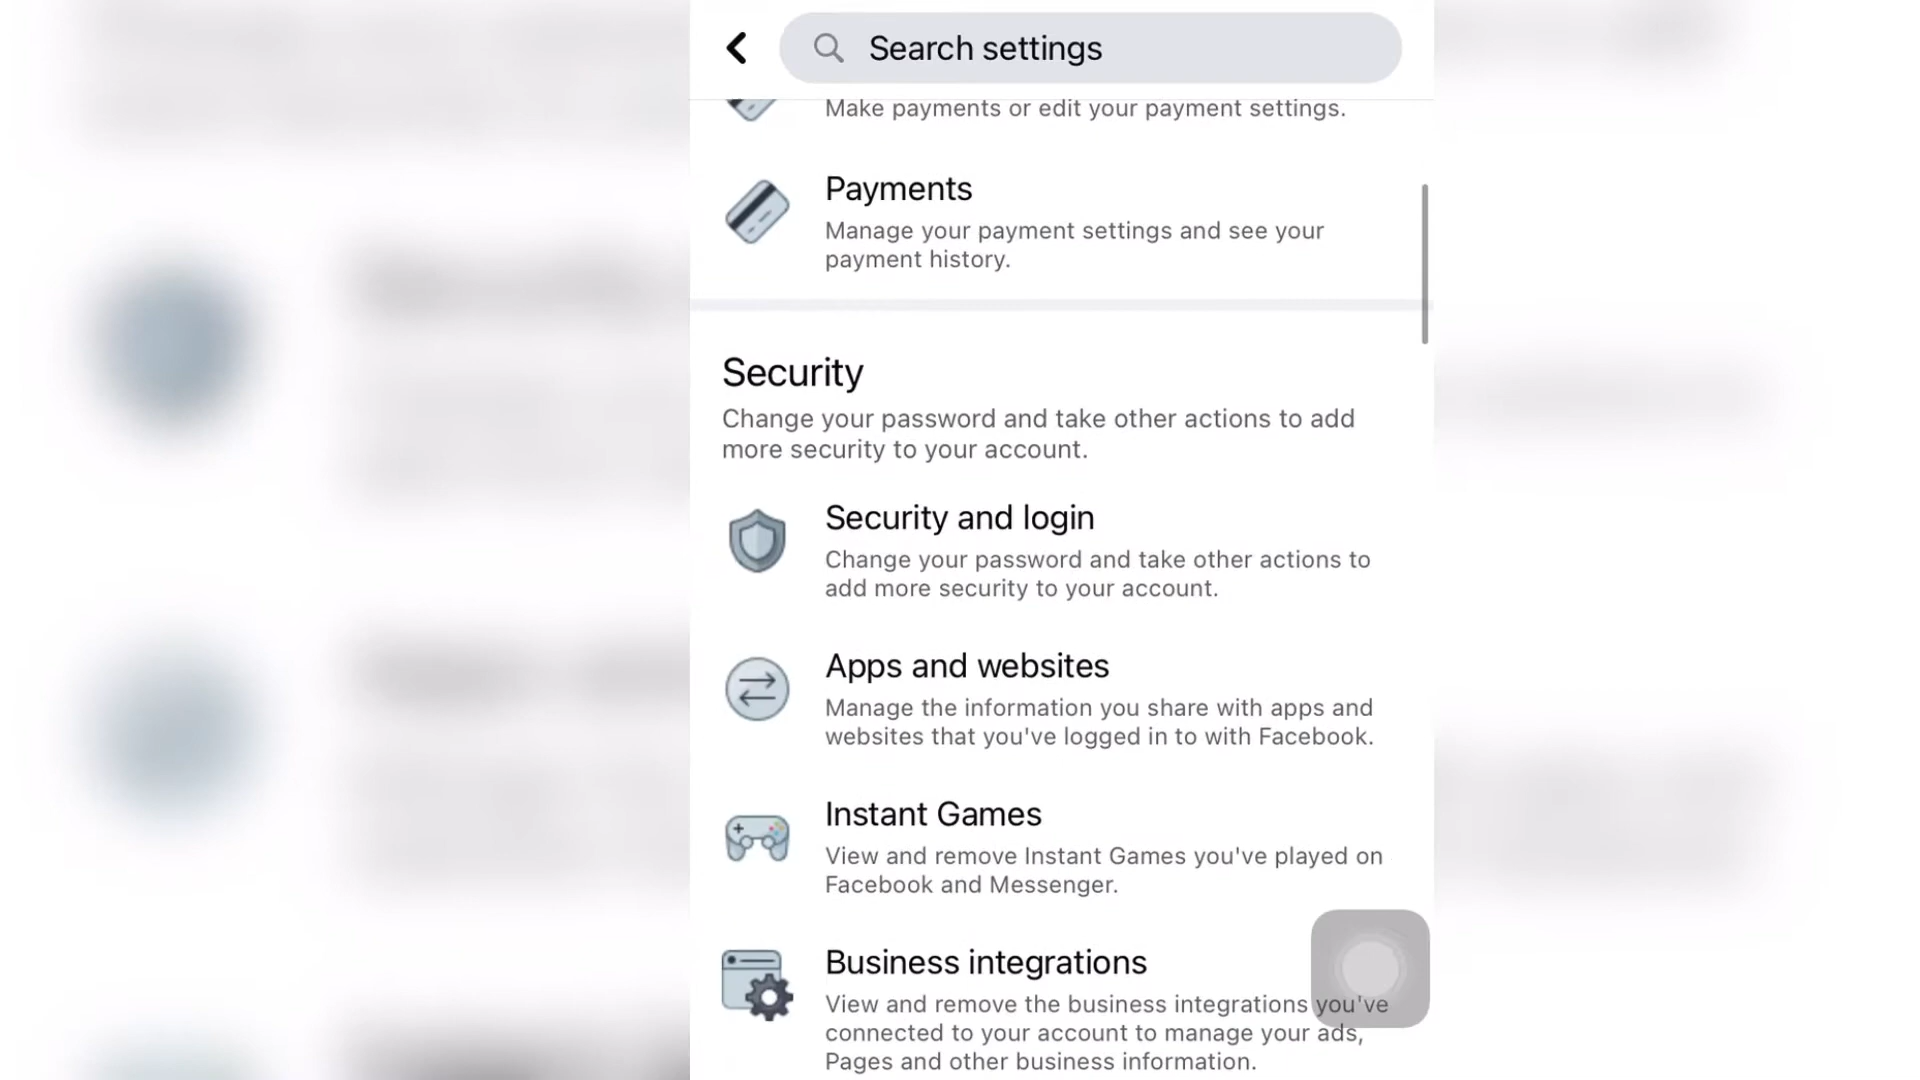 Search settings
Make payments or edit your payment settings.
Payments
Manage your payment settings and see your
payment history.
Security
Change your password and take other actions to add
more security to your account.
Security and login
Change your password and take other actions to
add more security to your account.
Apps and websites
Manage the information you share with apps and
websites that you've logged in to with Facebook.
Instant Games
View and remove Instant Games you've played on
Facebook and Messenger.
Business integrations
View and remove the business integrations you've
connected to your account to manage your ads,
Pages and other business information.